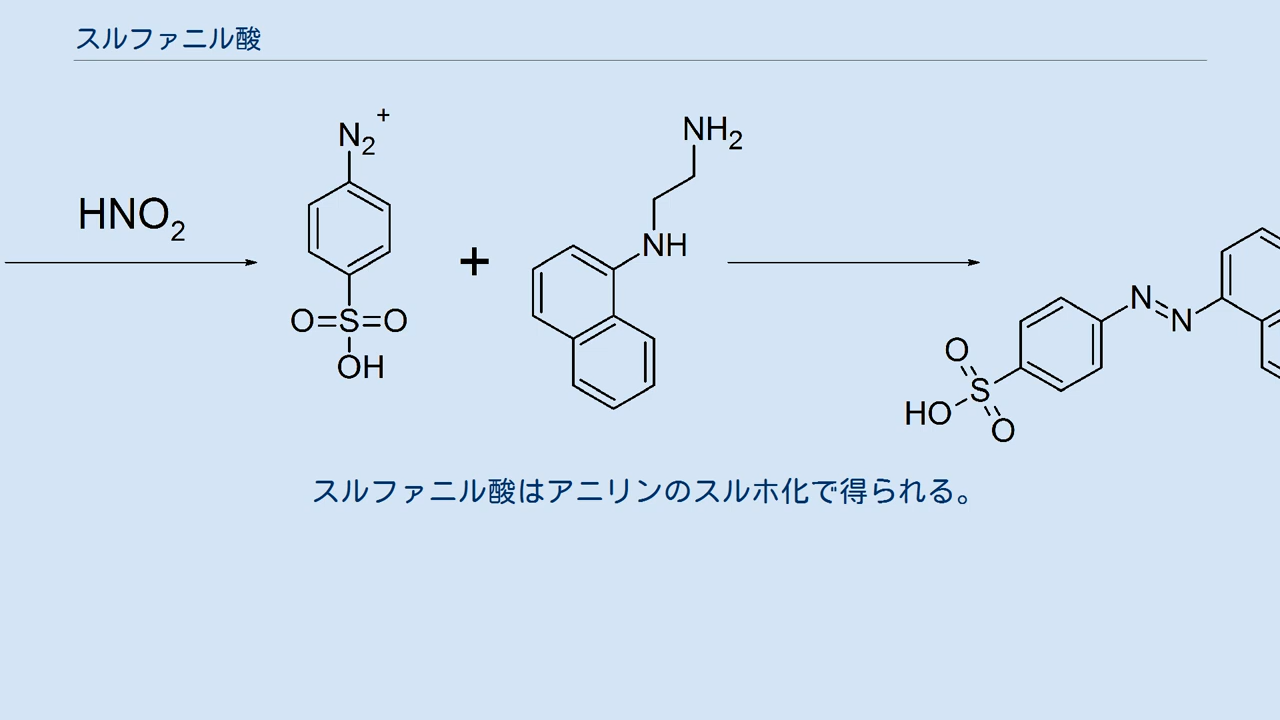 スルファニル酸
HNO2
N2+
O=S=O
OH
+
NH2
NH
N
N
O
S
HO
O
スルファニル酸はアニリンのスルホ化で得られる。